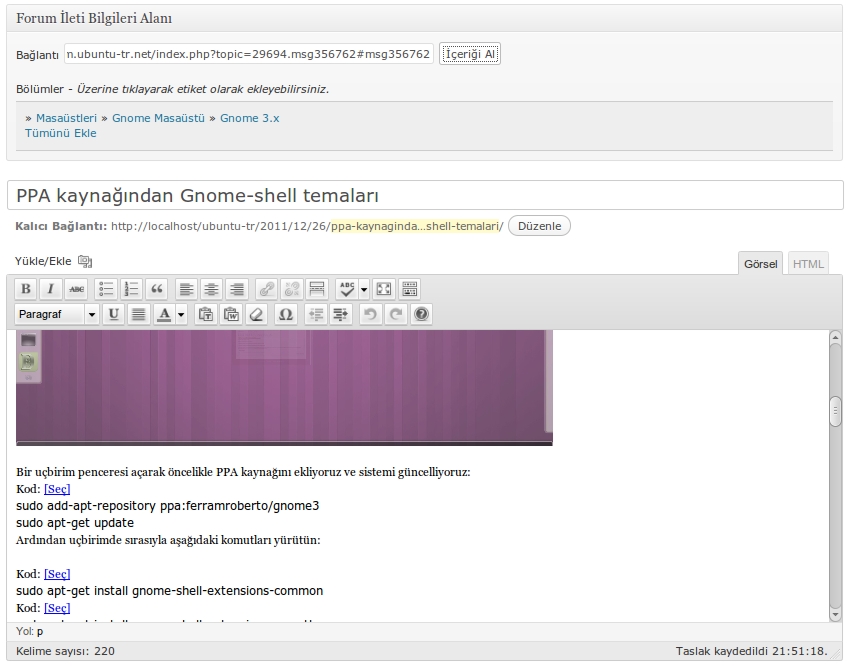 Forum İleti Bilgileri Alanı
Bağlantı
n.ubuntu-tr.net/index.php?topic=29694.msg356762#msg356762
İçeriği Al
Bölümler - Üzerine tıklayarak etiket olarak ekleyebilirsiniz.
» Masaüstleri » Gnome Masaüstü » Gnome 3.x
Tümünü Ekle
PPA kaynağından Gnome-shell temaları
Kalıcı Bağlantı: http://localhost/ubuntu-tr/2011/12/26/ppa-kaynaginda...shell-temalari/ Düzenle
Yükle/Ekle
Görsel HTML
B I ABC ABC
Paragraf U A Ω
Bir uçbirim penceresi açarak öncelikle PPA kaynağını ekliyoruz ve sistemi güncelliyoruz:
Kod: [Seç]
sudo add-apt-repository ppa:ferramroberto/gnome3
sudo apt-get update
Ardından uçbirimde sırasıyla aşağıdaki komutları yürütün:
Kod: [Seç]
sudo apt-get install gnome-shell-extensions-common
Kod: [Seç]
Yol: p
Kelime sayısı: 220
Taslak kaydedildi 21:51:18.